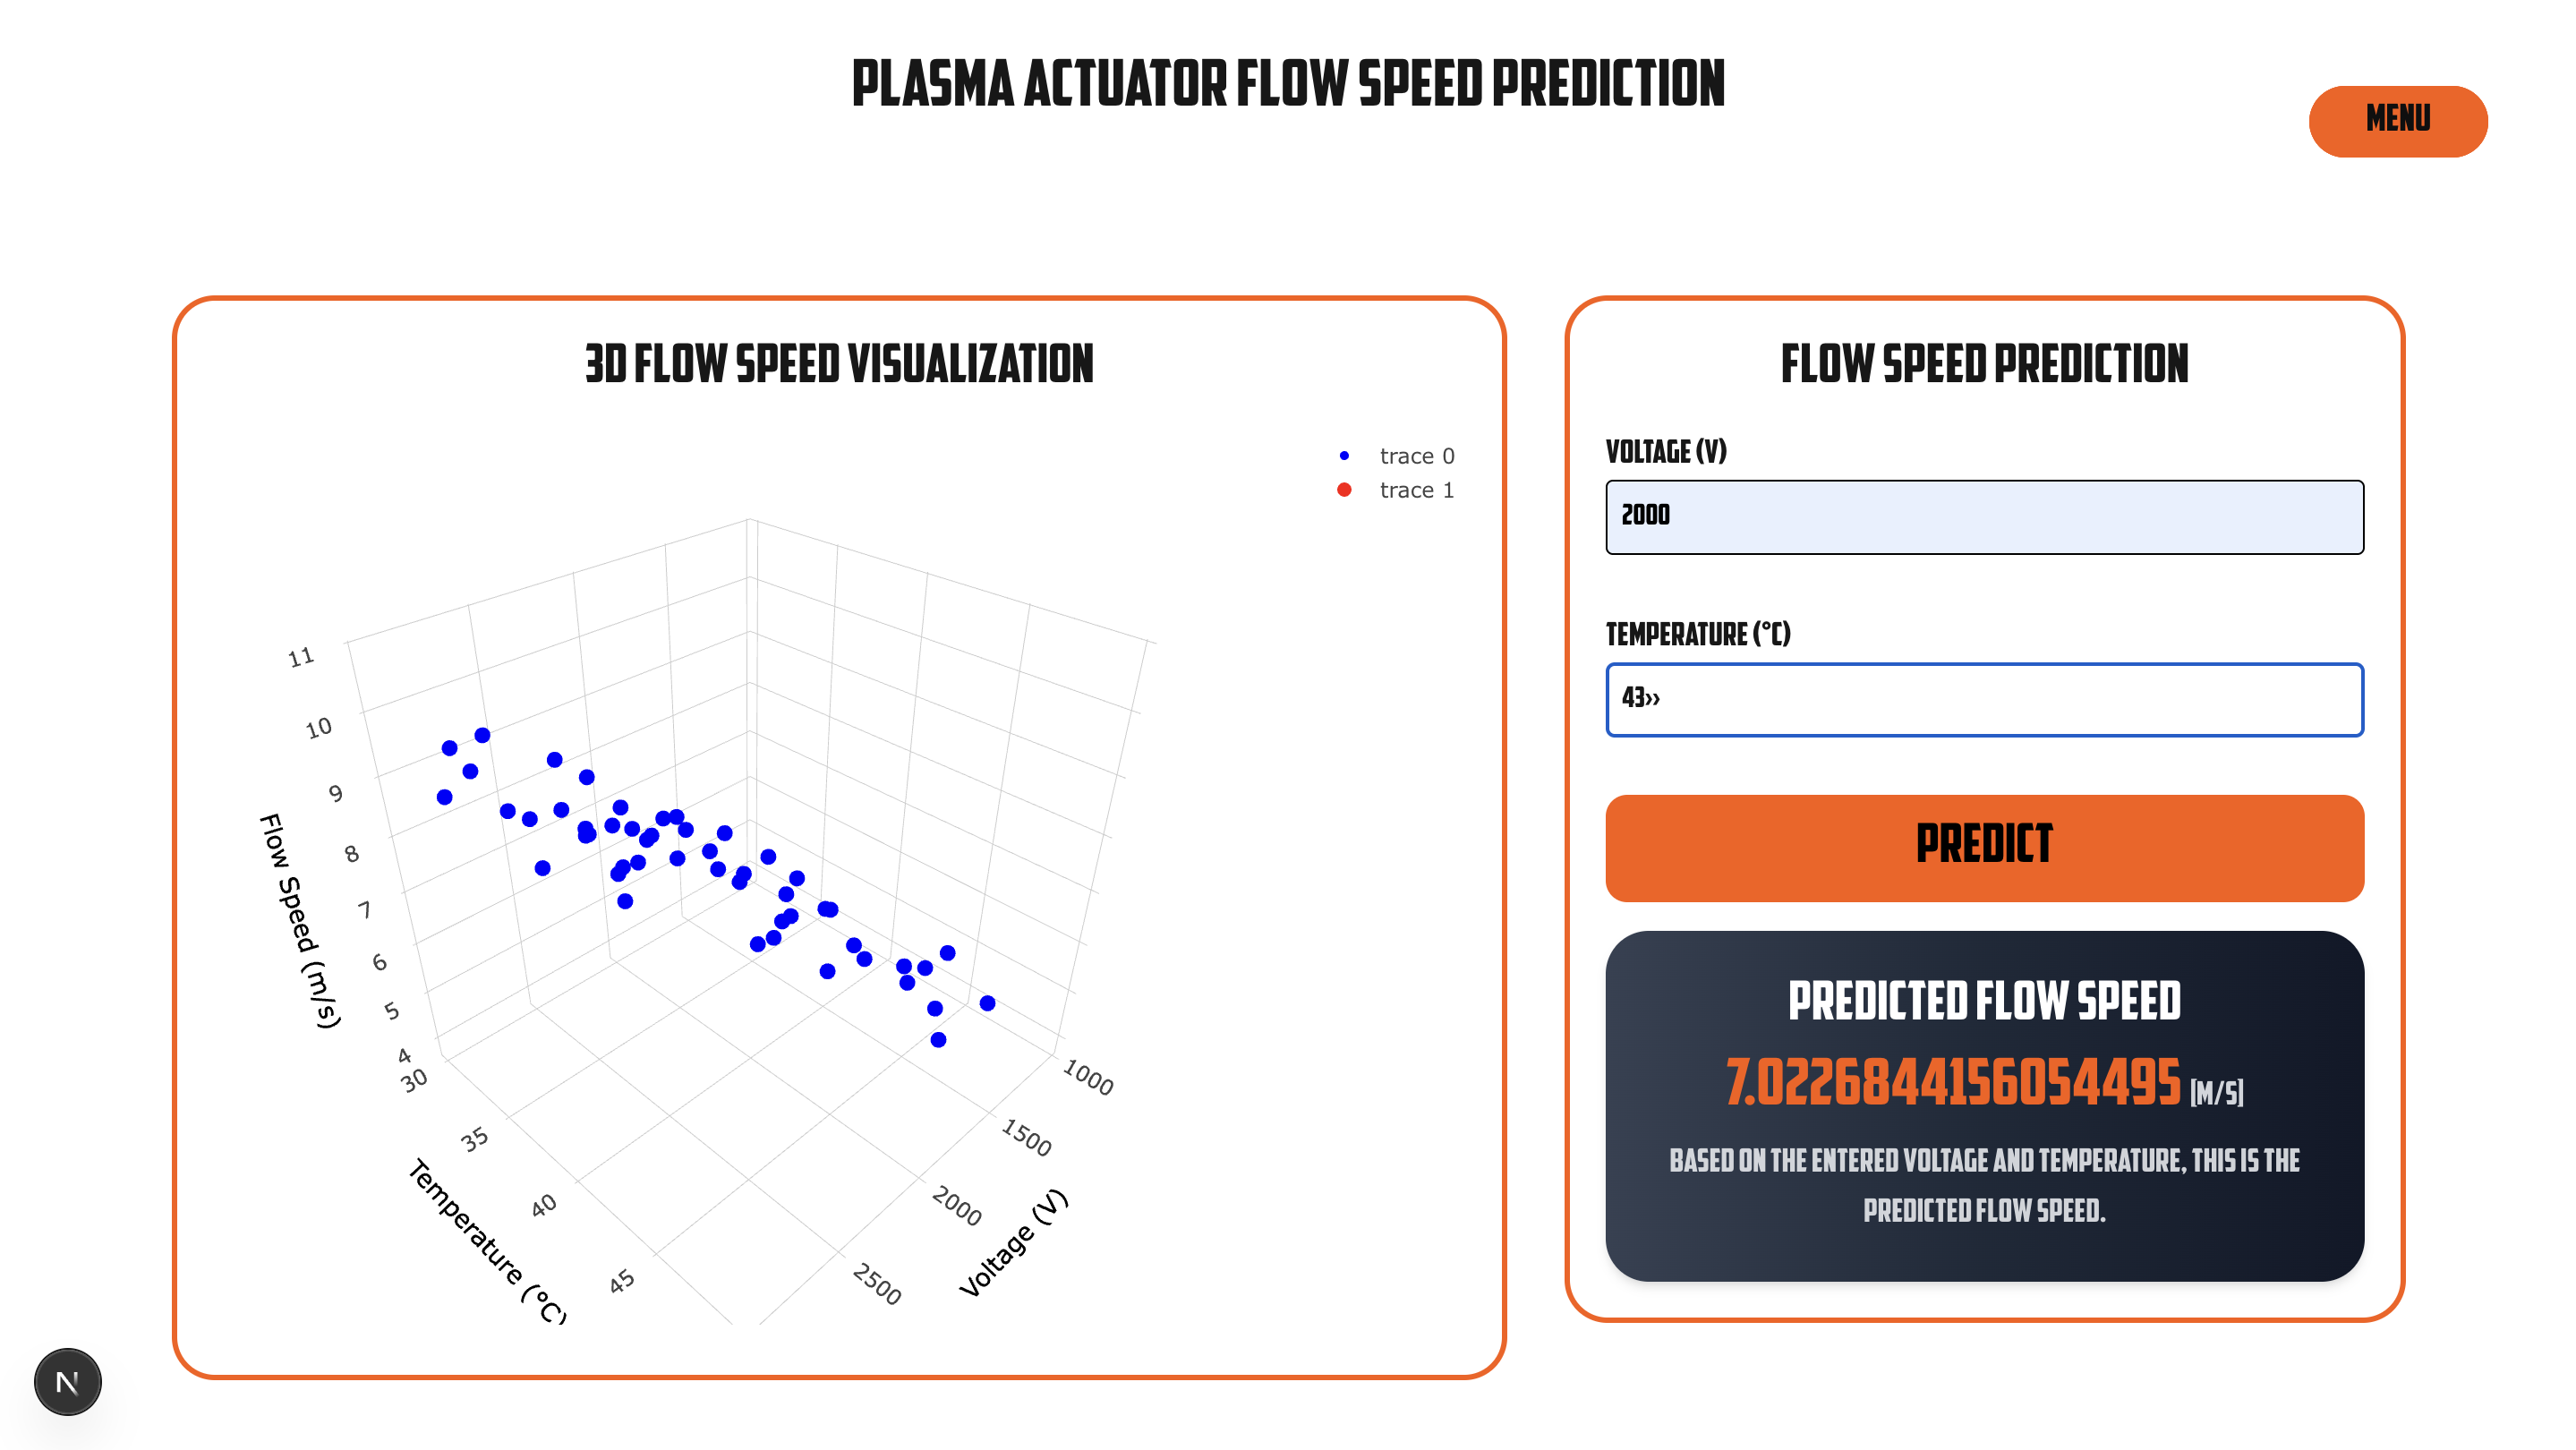 PLASMA ACTUATOR FLOW SPEED PREDICTION
MENU
3D FLOW SPEED VISUALIZATION
trace 0
trace 1
11
10
9
8
7
6
5
4
Flow Speed (m/s)
30
35
40
45
Temperature (°C)
1000
1500
2000
2500
Voltage (V)
FLOW SPEED PREDICTION
VOLTAGE (V)
2000
TEMPERATURE (°C)
43››
PREDICT
PREDICTED FLOW SPEED
7.0226844156054495 [M/S]
BASED ON THE ENTERED VOLTAGE AND TEMPERATURE, THIS IS THE
PREDICTED FLOW SPEED.
N